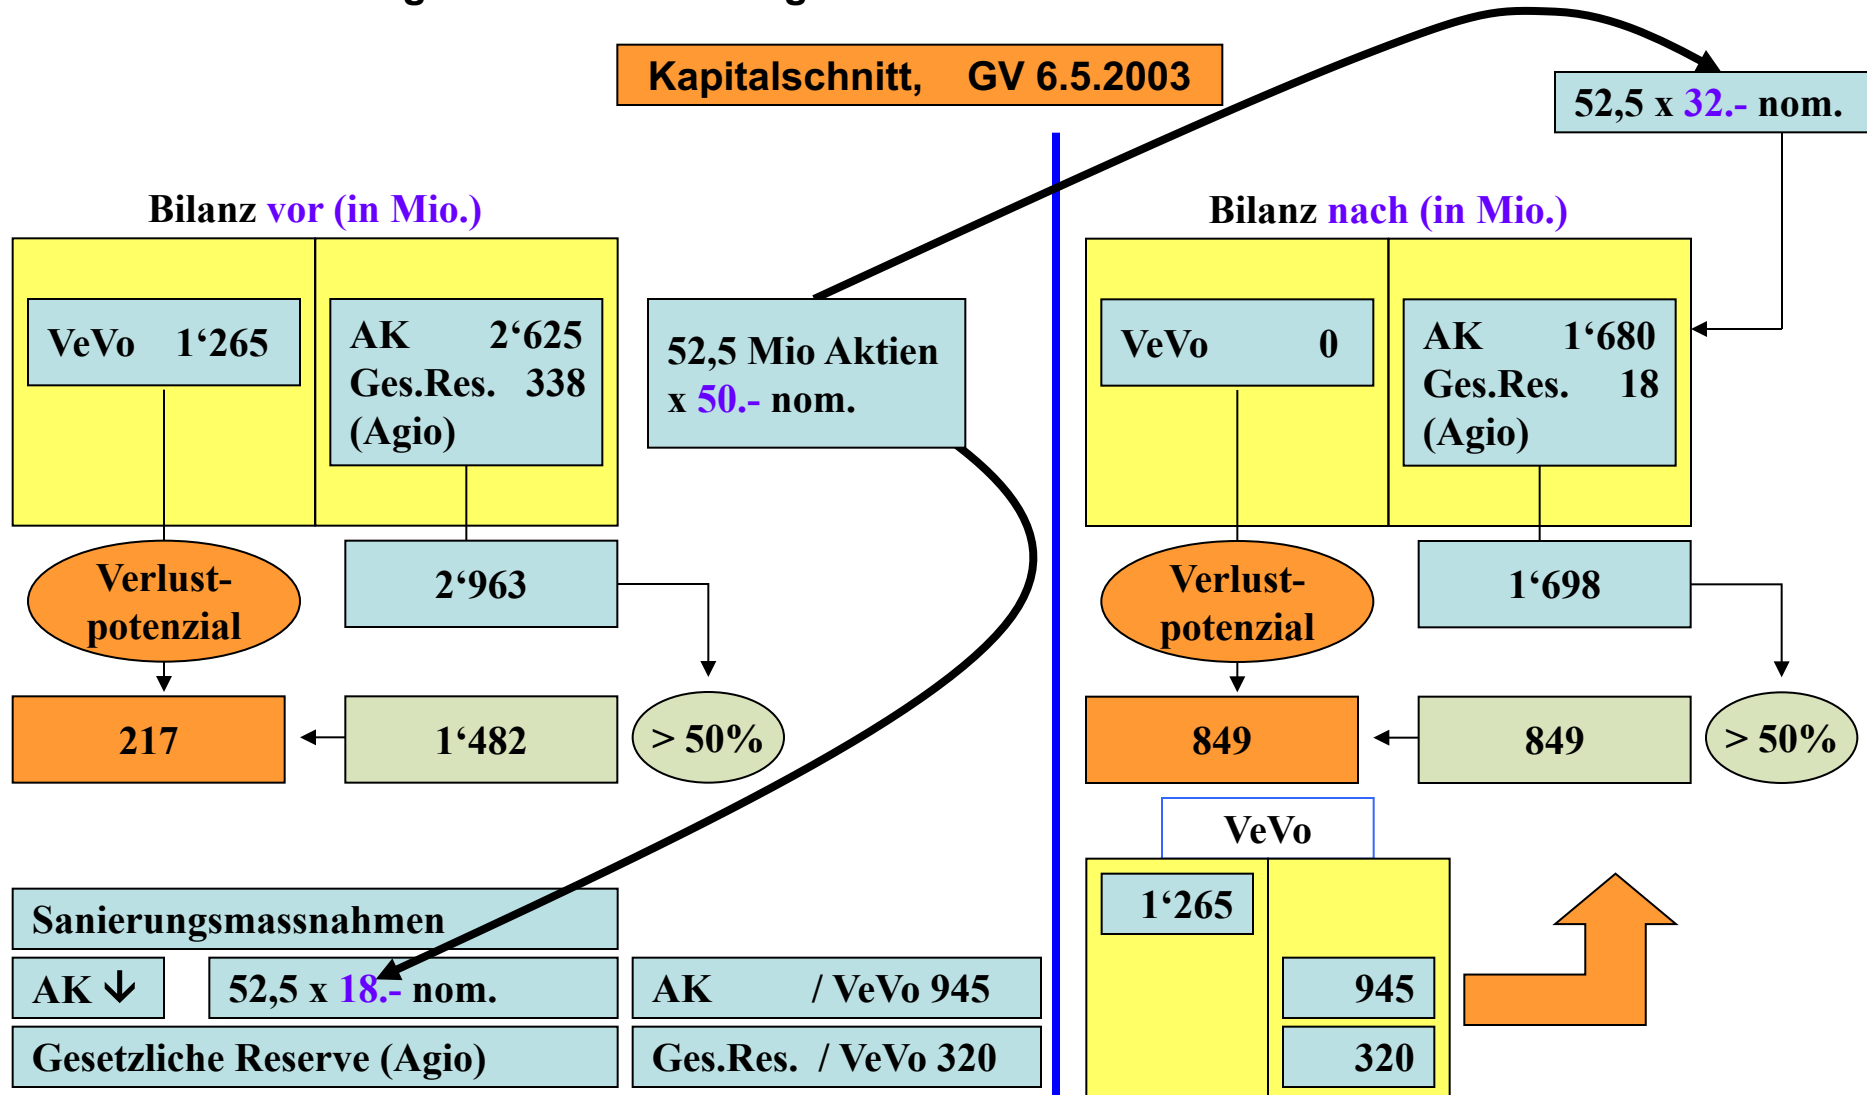 Kapitalschnitt, GV 6.5.2003
52,5 x 32.- nom.
Bilanz vor (in Mio.)
VeVo 1‘265
AK 2‘625
Ges.Res. 338
(Agio)
52,5 Mio Aktien
x 50.- nom.
Verlust-
potenzial
2‘963
217
1‘482
> 50%
Sanierungsmassnahmen
AK ↓
52,5 x 18.- nom.
AK / VeVo 945
Gesetzliche Reserve (Agio)
Ges.Res. / VeVo 320
Bilanz nach (in Mio.)
VeVo 0
AK 1‘680
Ges.Res. 18
(Agio)
Verlust-
potenzial
1‘698
849
849
> 50%
VeVo
1‘265
945
320